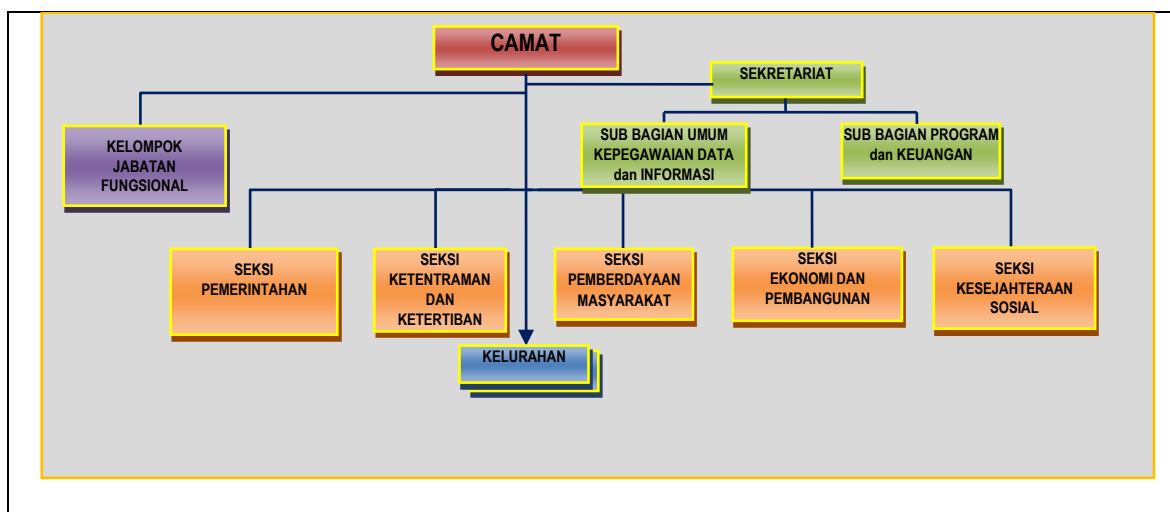 CAMAT
SEKRETARIAT
KELOMPOK
JABATAN
FUNGSIONAL
SUB BAGIAN UMUM
KEPEGAWAIAN DATA
dan INFORMASI
SUB BAGIAN PROGRAM
dan KEUANGAN
SEKSI
PEMERINTAHAN
SEKSI
KETENTRAMAN
DAN
KETERTIBAN
SEKSI
PEMBERDAYAAN
MASYARAKAT
SEKSI
EKONOMI DAN
PEMBANGUNAN
SEKSI
KESEJAHTERAAN
SOSIAL
KELURAHAN